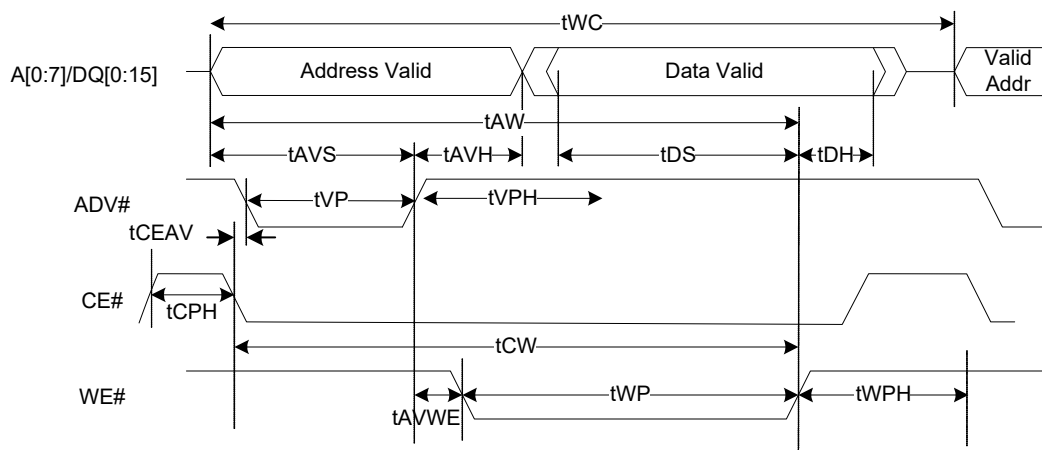 tWC
A[0:7]/DQ[0:15]
Address Valid
Data Valid
Valid
Addr
tAW
tAVS
tAVH
tDS
tDH
ADV#
tVP
tVPH
tCEAV
CE#
tCPH
tCW
WE#
tAVWE
tWP
tWPH